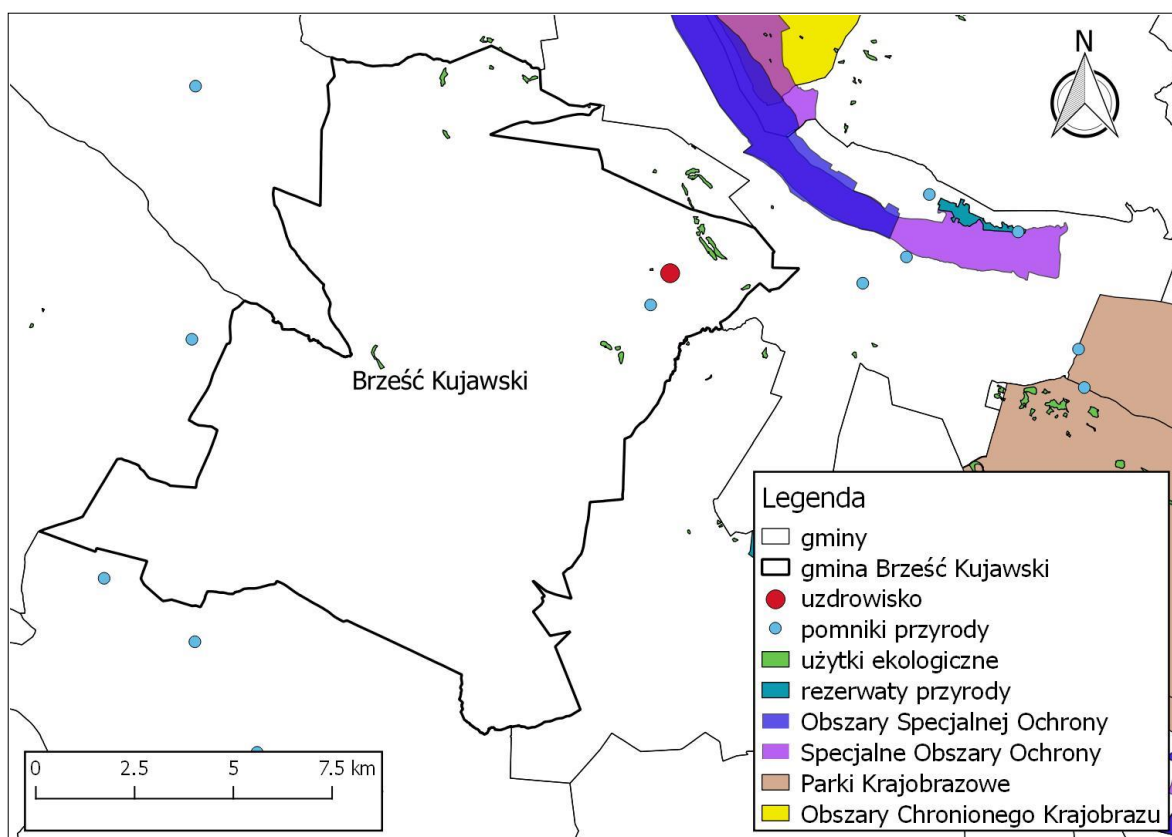 N
Brześć Kujawski
Legenda
gminy
gmina Brześć Kujawski
uzdrowisko
pomniki przyrody
użytki ekologiczne
rezerwaty przyrody
Obszary Specjalnej Ochrony
Specjalne Obszary Ochrony
Parki Krajobrazowe
Obszary Chronionego Krajobrazu
0 2.5 5 7.5 km